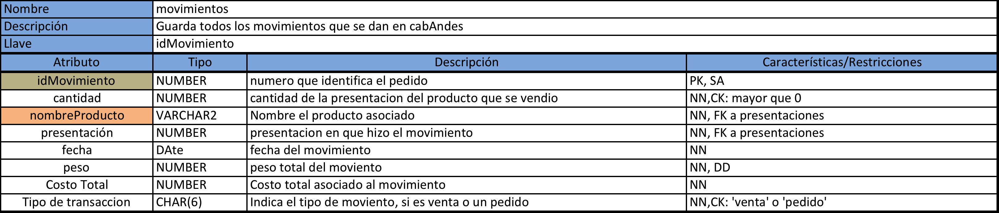 Nombre movimientos
Descripción Guarda todos los movimientos que se dan en cabAndes
Llave idMovimiento
Atributo Tipo Descripción Características/Restricciones
idMovimiento NUMBER numero que identifica el pedido PK, SA
cantidad NUMBER cantidad de la presentacion del producto que se vendio NN,CK: mayor que 0
nombreProducto VARCHAR2 Nombre el producto asociado NN, FK a presentaciones
presentación NUMBER presentacion en que hizo el movimiento NN, FK a presentaciones
fecha DAte fecha del movimiento NN
peso NUMBER peso total del moviento NN, DD
Costo Total NUMBER Costo total asociado al movimiento NN
Tipo de transaccion CHAR(6) Indica el tipo de moviento, si es venta o un pedido NN,CK: 'venta' o 'pedido'